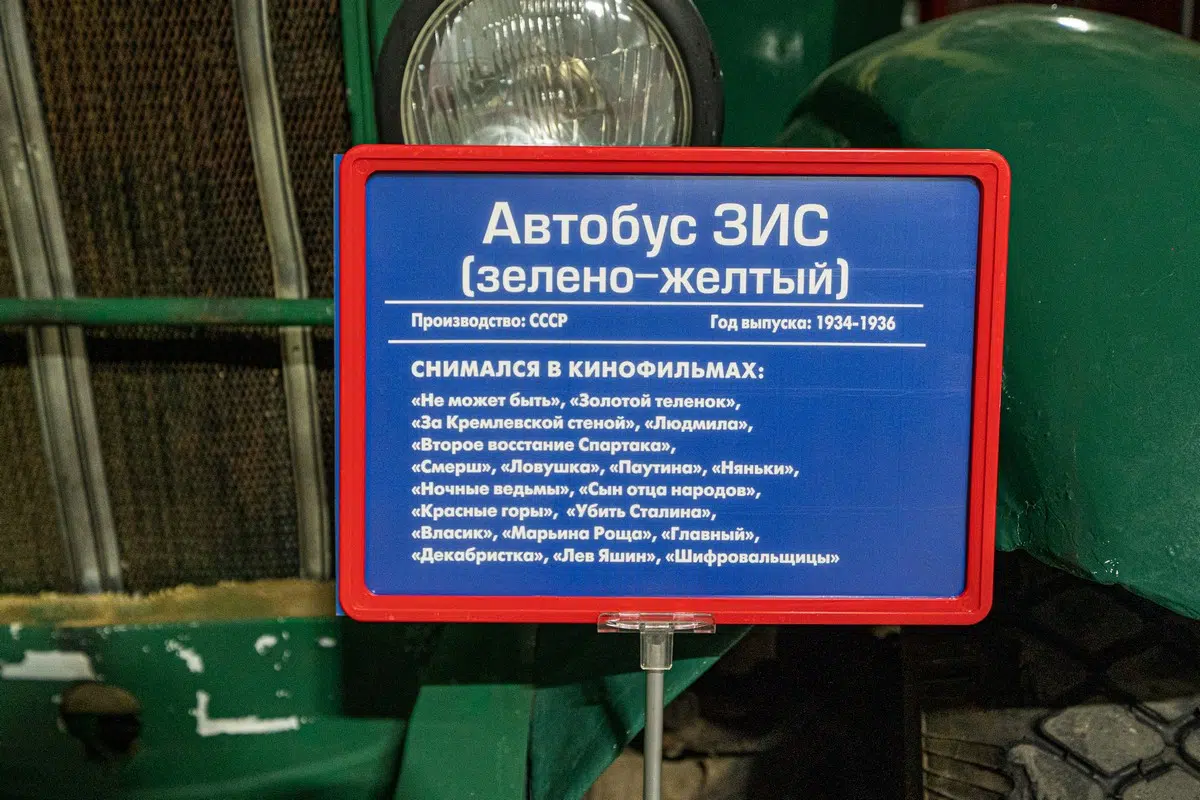 Автобус ЗИС
(зелено-желтый)
Производство: СССР Год выпуска: 1934-1936
СНИМАЛСЯ В КИНОФИЛЬМАХ:
«Не может быть», «Золотой теленок»,
«За Кремлевской стеной», «Людмила»,
«Второе восстание Спартака»,
«Смерш», «Ловушка», «Паутина», «Няньки»,
«Ночные ведьмы», «Сын отца народов»,
«Красные горы», «Убить Сталина»,
«Власик», «Марьина Роща», «Главный»,
«Декабристка», «Лев Яшин», «Шифровальщицы»